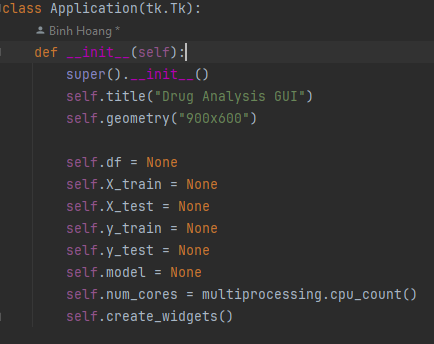 class Application(tk.Tk):
Binh Hoang *
def __init__(self):
super().__init__()
self.title("Drug Analysis GUI")
self.geometry("900x600")
self.df = None
self.X_train = None
self.X_test = None
self.y_train = None
self.y_test = None
self.model = None
self.num_cores = multiprocessing.cpu_count()
self.create_widgets()